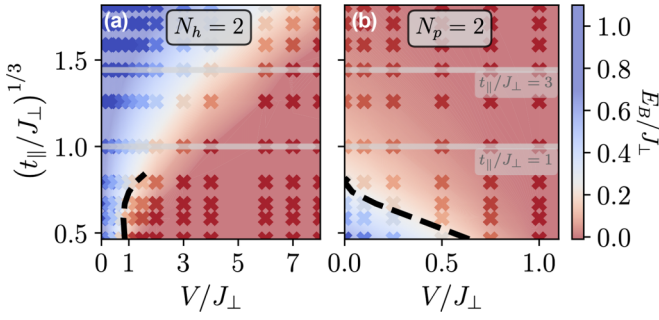 (a) N_h = 2
(b) N_p = 2
(t_∥/J_⊥)^{1/3}
1.5
1.0
0.5
t_∥/J_⊥ = 3
t_∥/J_⊥ = 1
0 1 3 5 7
V/J_⊥
0.0 0.5 1.0
V/J_⊥
1.0
0.8
0.6
0.4
0.2
0.0
E_B/J_⊥